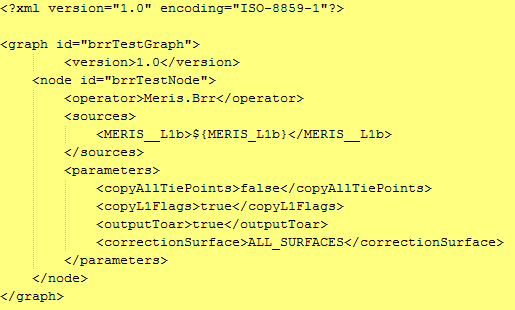 <?xml version="1.0" encoding="ISO-8859-1"?>
<graph id="brrTestGraph">
<version>1.0</version>
<node id="brrTestNode">
<operator>Meris.Brr</operator>
<sources>
<MERIS__L1b>${MERIS_L1b}</MERIS__L1b>
</sources>
<parameters>
<copyAllTiePoints>false</copyAllTiePoints>
<copyL1Flags>true</copyL1Flags>
<outputToar>true</outputToar>
<correctionSurface>ALL_SURFACES</correctionSurface>
</parameters>
</node>
</graph>